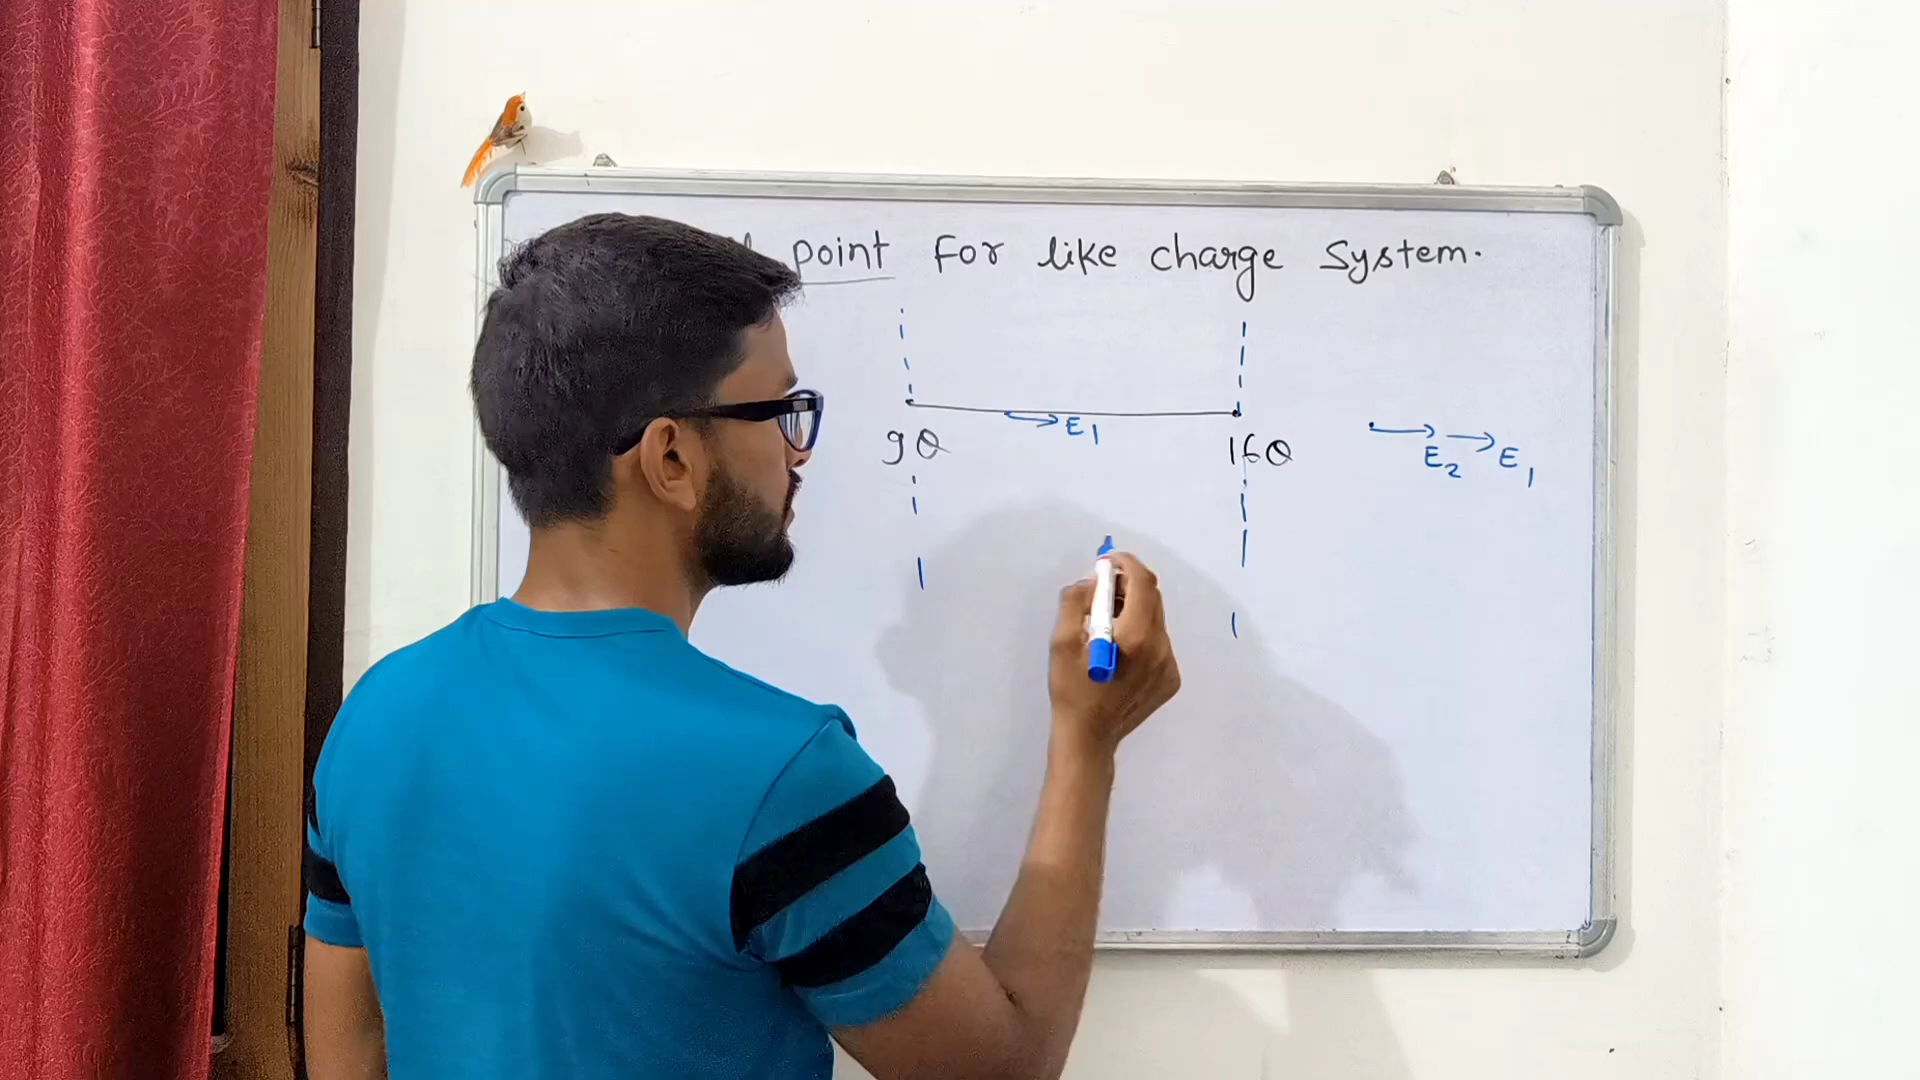 point For like charge System.
E1
9Q 16Q
E2 E1